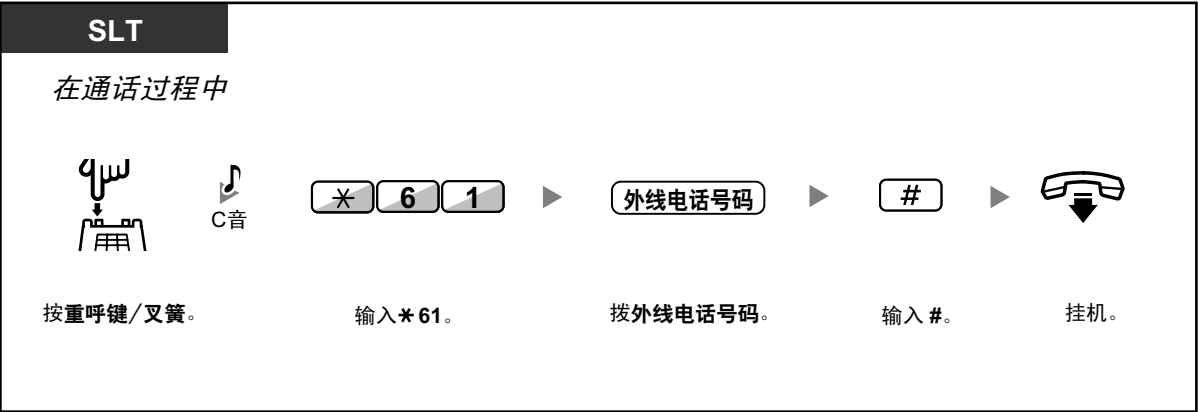 SLT
在通话过程中
C音
* 6 1
外线电话号码
#
按重呼键/叉簧。
输入*61。
拨外线电话号码。
输入 #。
挂机。